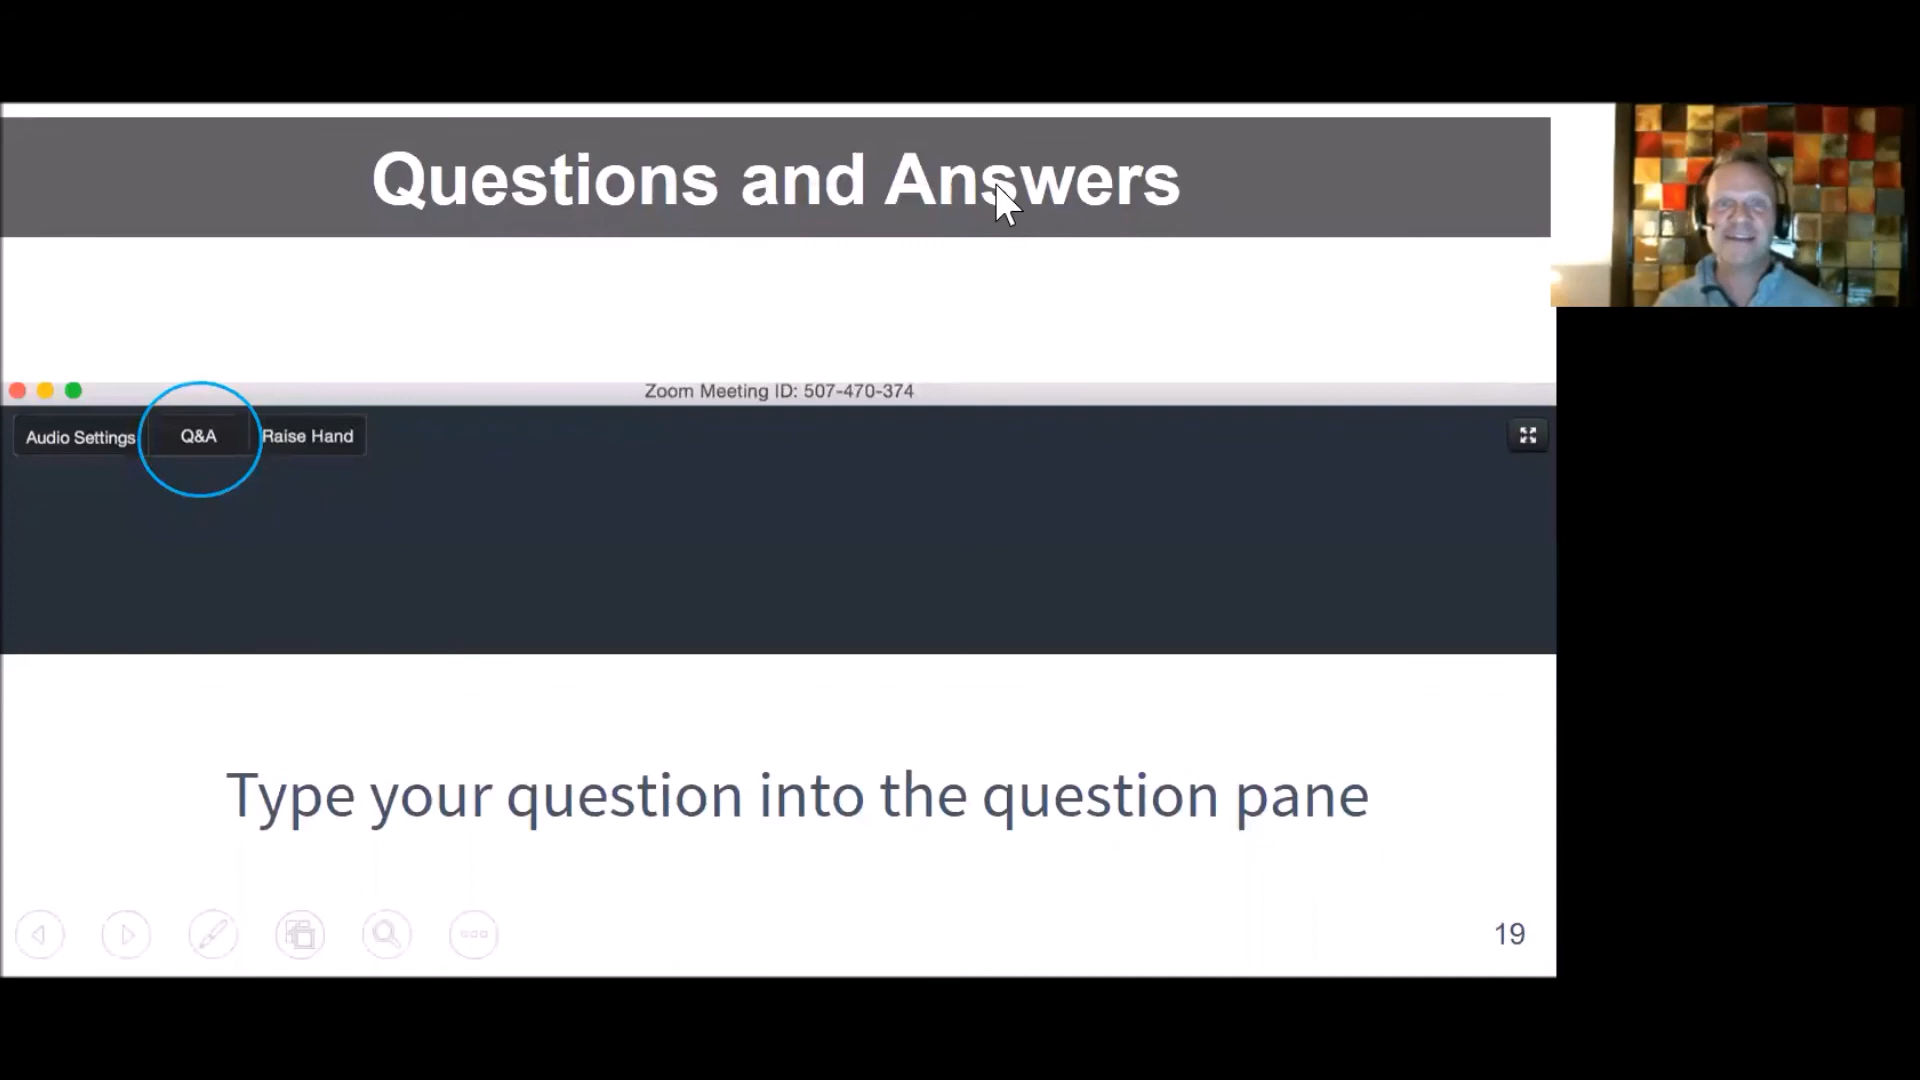 Questions and Answers
Zoom Meeting ID: 507-470-374
Audio Settings Q&A Raise Hand
Type your question into the question pane
19